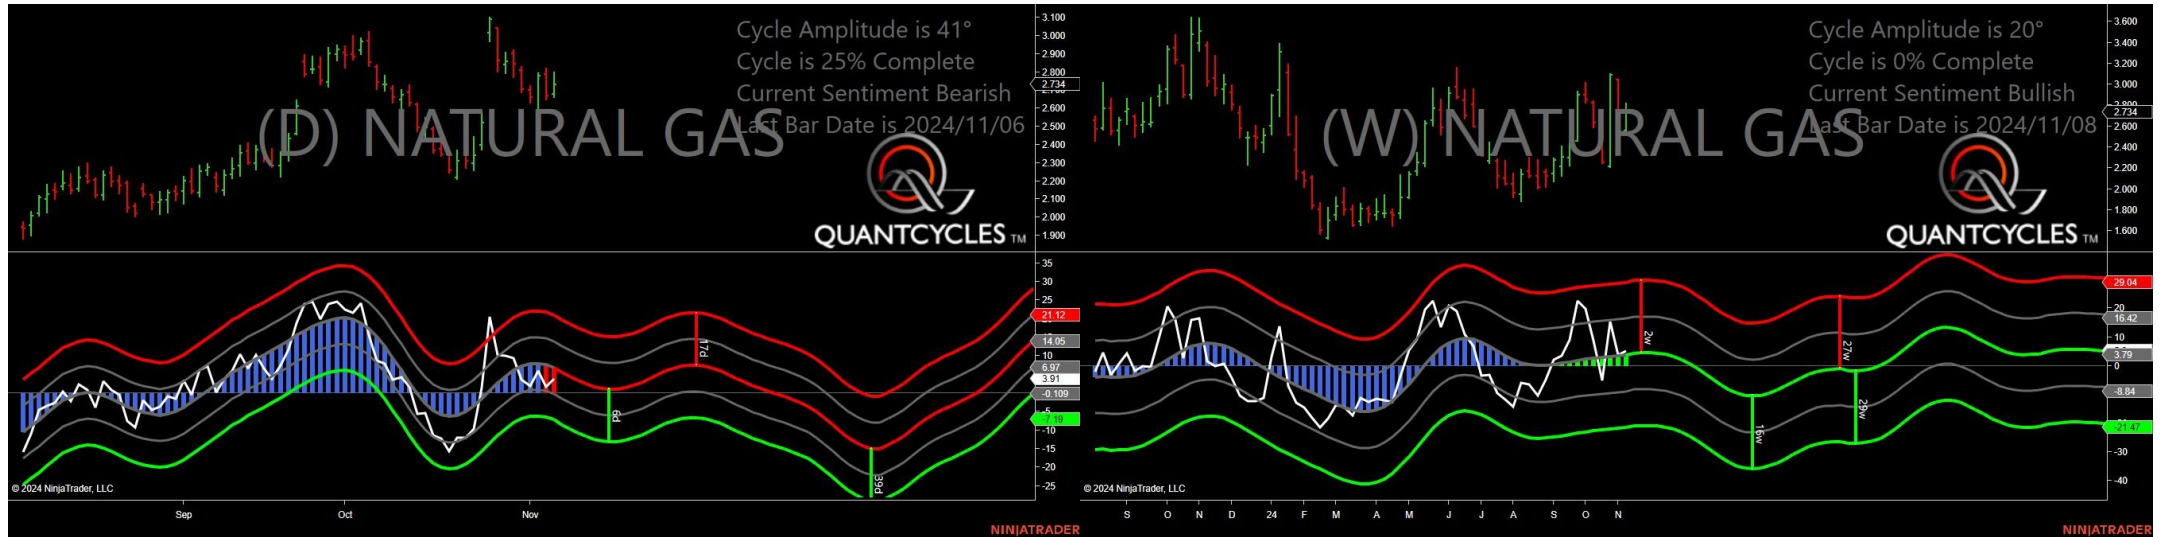 Cycle Amplitude is 41°
Cycle is 25% Complete
Current Sentiment Bearish
Last Bar Date is 2024/11/06
(D) NATURAL GAS
QUANTCYCLES TM
3.100
3.000
2.900
2.800
2.734
2.600
2.500
2.400
2.300
2.200
2.100
2.000
1.900
35
30
25
21.12
14.05
10
6.97
3.91
-0.109
-7.19
-10
-15
-20
-25
17d
6d
39d
© 2024 NinjaTrader, LLC
Sep
Oct
Nov
NINJATRADER
Cycle Amplitude is 20°
Cycle is 0% Complete
Current Sentiment Bullish
Last Bar Date is 2024/11/08
(W) NATURAL GAS
QUANTCYCLES TM
3.600
3.400
3.200
3.000
2.800
2.734
2.600
2.400
2.200
2.000
1.800
1.600
29.04
20
16.42
10
3.79
0
-8.84
-21.47
-30
-40
2w
27w
16w
29w
© 2024 NinjaTrader, LLC
S O N D 24 F M A M J J A S O N
NINJATRADER